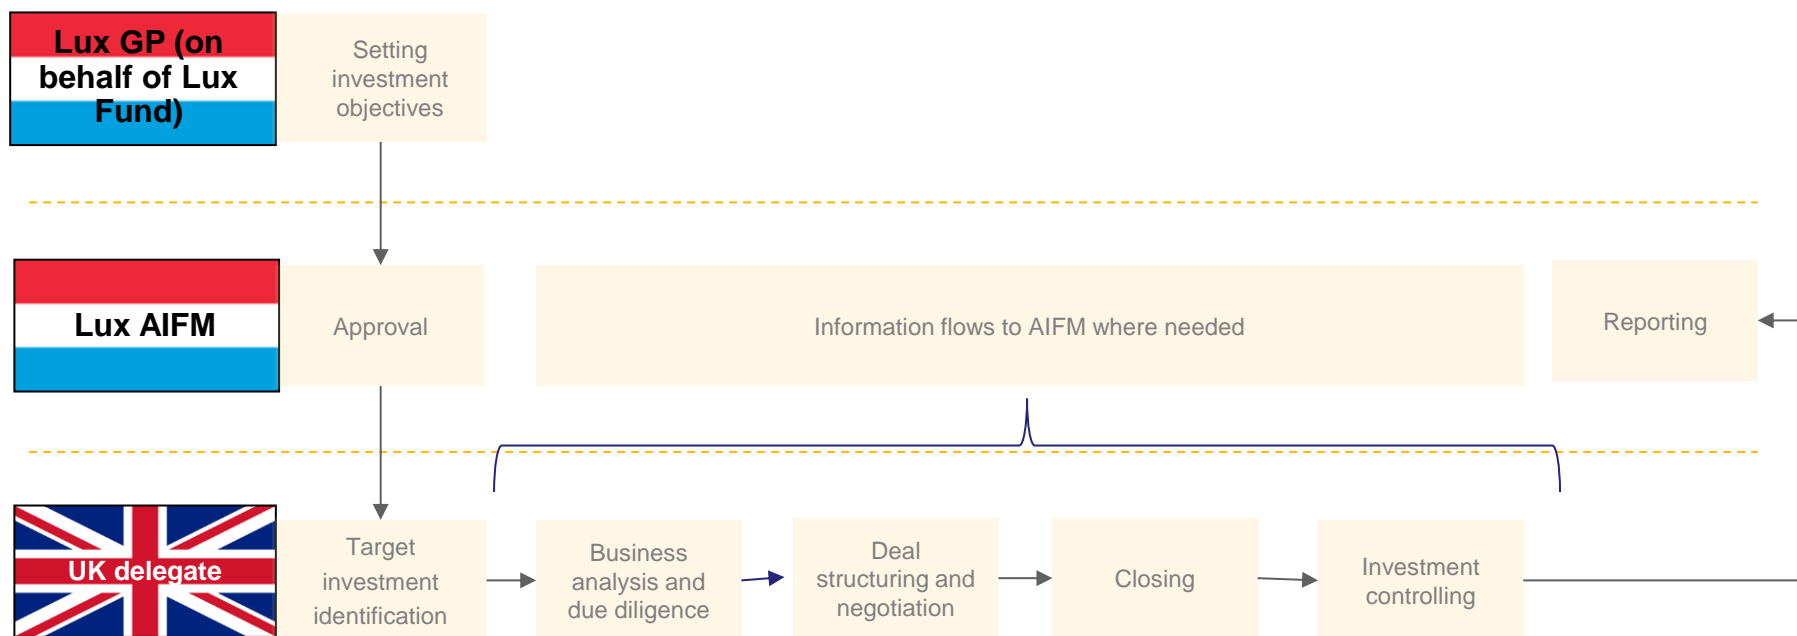 Lux GP (on
behalf of Lux
Fund)
Setting
investment
objectives
Lux AIFM
Approval
Information flows to AIFM where needed
Reporting
UK delegate
Target
investment
identification
Business
analysis and
due diligence
Deal
structuring and
negotiation
Closing
Investment
controlling